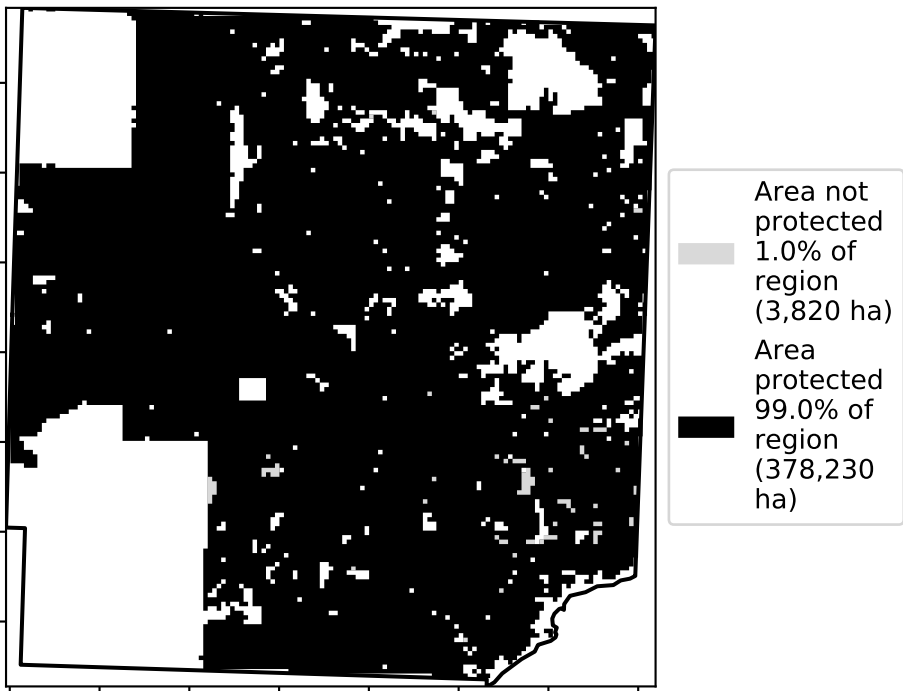 Area not
protected
1.0% of
region
(3,820 ha)
Area
protected
99.0% of
region
(378,230
ha)